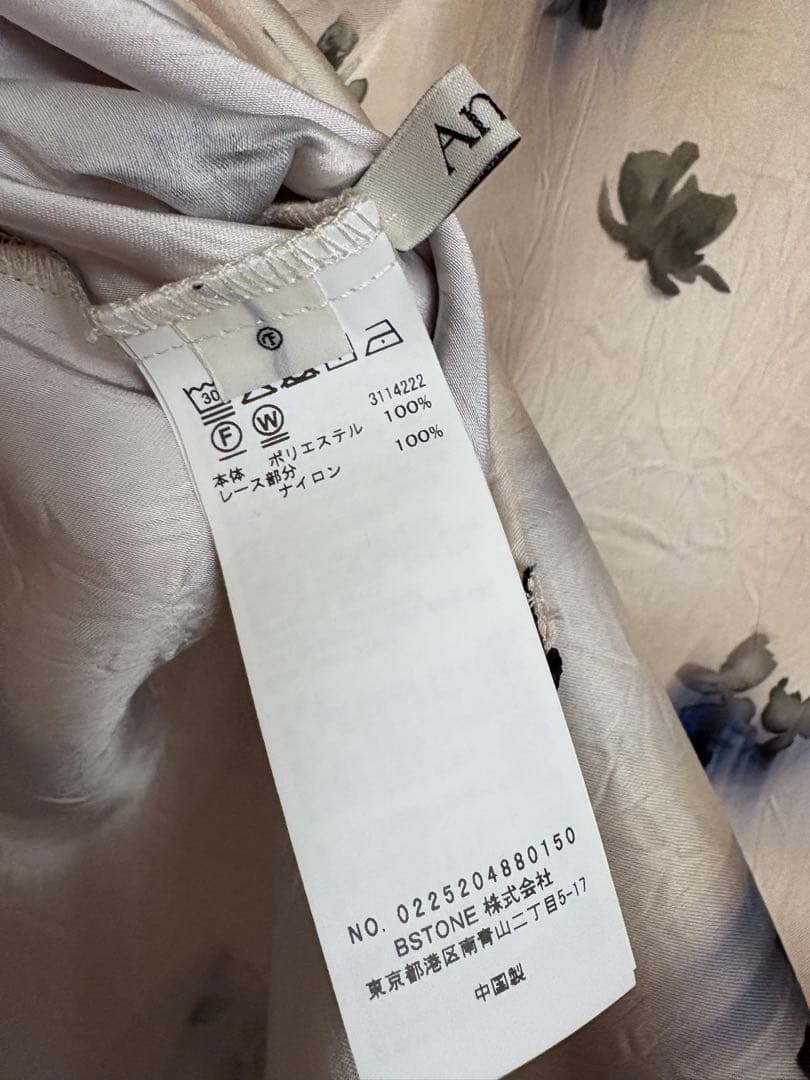 An
30
F W
3114222
本体 ポリエステル 100%
レース部分
ナイロン 100%
NO. 0225204880150
BSTONE 株式会社
東京都港区南青山二丁目5-17
中国製